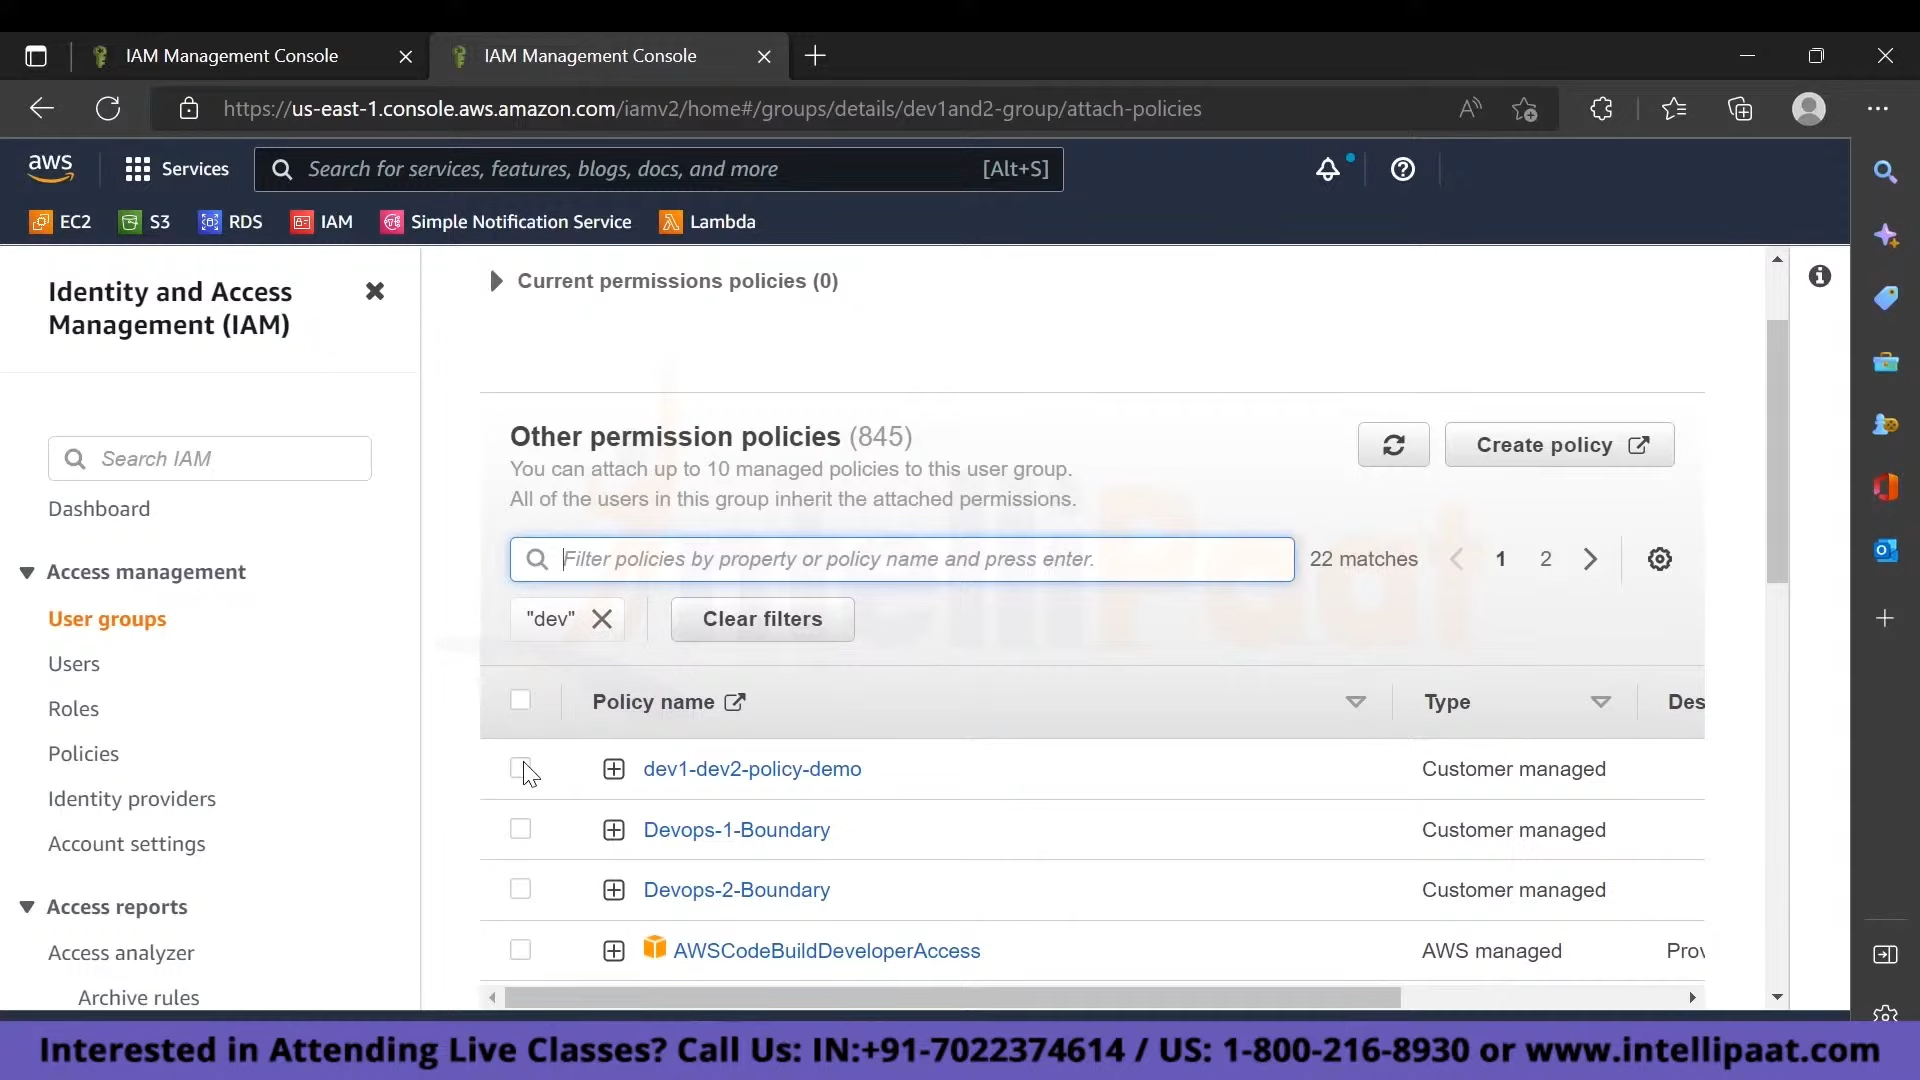 IAM Management Console
IAM Management Console
https://us-east-1.console.aws.amazon.com/iamv2/home#/groups/details/dev1and2-group/attach-policies
aws
Services
Search for services, features, blogs, docs, and more
[Alt+S]
EC2
S3
RDS
IAM
Simple Notification Service
Lambda
Identity and Access
Management (IAM)
Search IAM
Dashboard
Access management
User groups
Users
Roles
Policies
Identity providers
Account settings
Access reports
Access analyzer
Archive rules
Current permissions policies (0)
Other permission policies (845)
You can attach up to 10 managed policies to this user group.
All of the users in this group inherit the attached permissions.
Create policy
Filter policies by property or policy name and press enter.
22 matches
1
2
"dev"
Clear filters
Policy name
Type
Des
dev1-dev2-policy-demo
Customer managed
Devops-1-Boundary
Customer managed
Devops-2-Boundary
Customer managed
AWSCodeBuildDeveloperAccess
AWS managed
Prov
IntelliPaat
Interested in Attending Live Classes? Call Us: IN:+91-7022374614 / US: 1-800-216-8930 or www.intellipaat.com